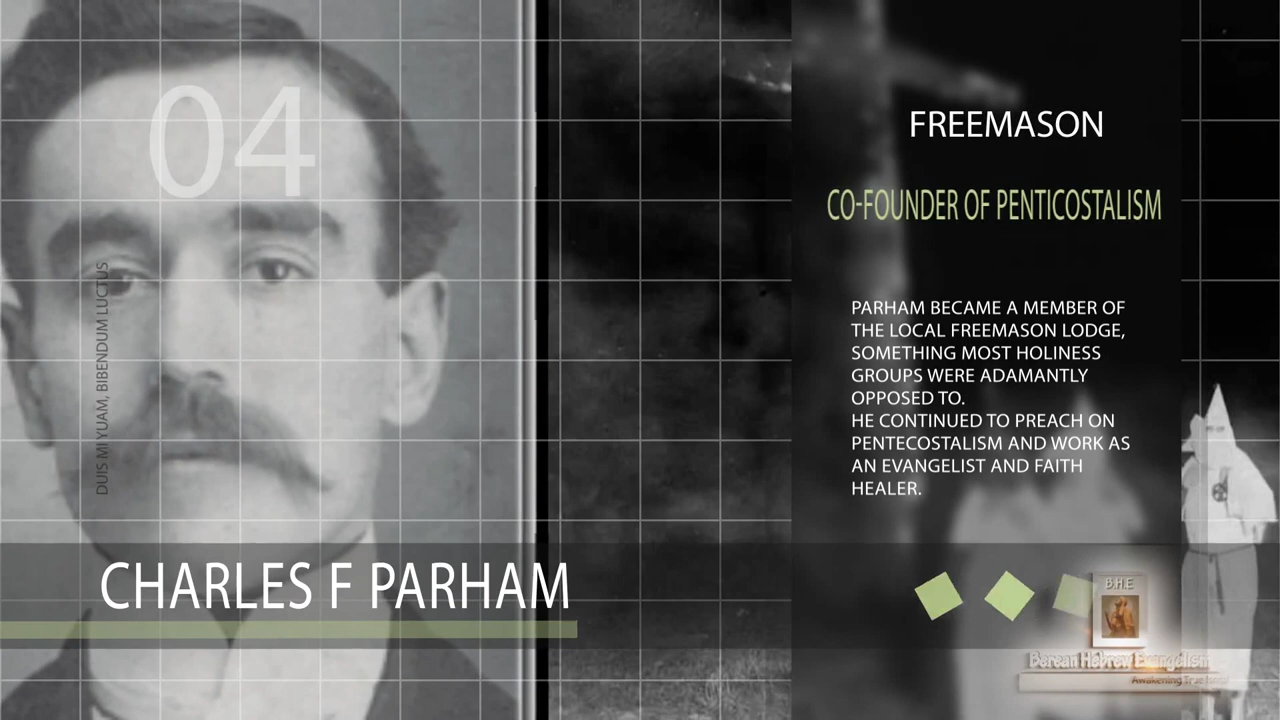 04
DUIS MI YUAM, BIBENDUM LUCTUS
CHARLES F PARHAM
FREEMASON
CO-FOUNDER OF PENTICOSTALISM
PARHAM BECAME A MEMBER OF
THE LOCAL FREEMASON LODGE,
SOMETHING MOST HOLINESS
GROUPS WERE ADAMANTLY
OPPOSED TO.
HE CONTINUED TO PREACH ON
PENTECOSTALISM AND WORK AS
AN EVANGELIST AND FAITH
HEALER.
B.H.E
Berean Hebrew Evangelism
Awakening True